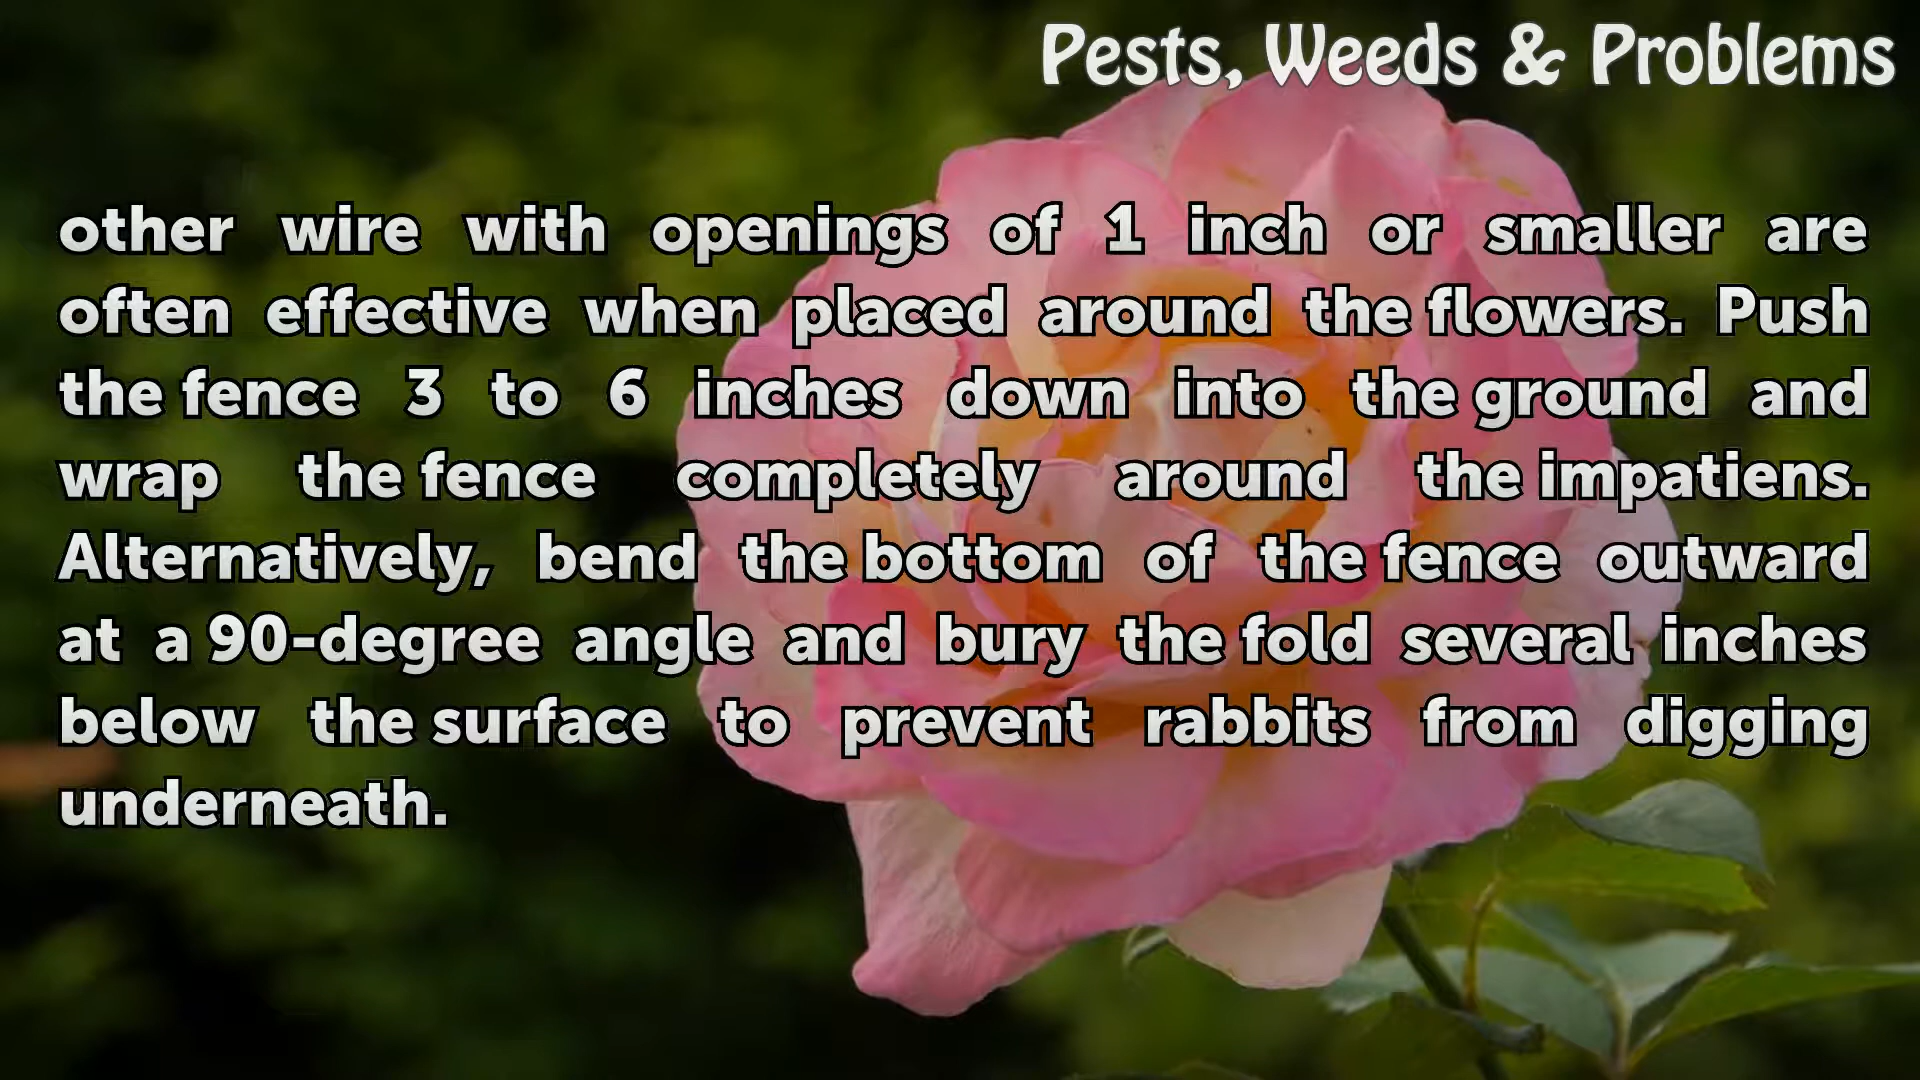 Pests, Weeds & Problems
other wire with openings of 1 inch or smaller are
often effective when placed around the flowers. Push
the fence 3 to 6 inches down into the ground and
wrap the fence completely around the impatiens.
Alternatively, bend the bottom of the fence outward
at a 90-degree angle and bury the fold several inches
below the surface to prevent rabbits from digging
underneath.